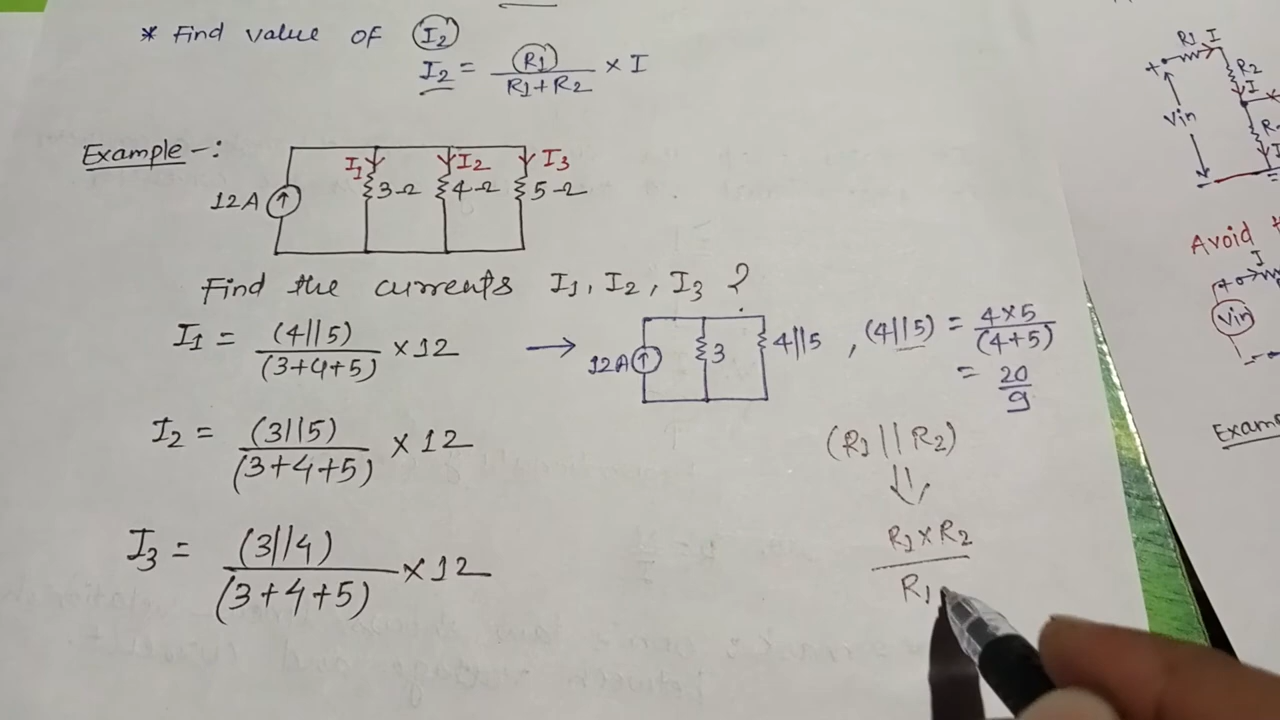 * Find value of I2
I2 = R1 / R1+R2 × I
Example -:
12A I1 3Ω I2 4Ω I3 5Ω
Find the currents I1, I2, I3 ?
I1 = (4||5) / (3+4+5) ×12 → 12A 3 4||5 , (4||5) = 4×5 / (4+5)
= 20/9
I2 = (3||5) / (3+4+5) × 12
(R1 || R2)
⇓
R1×R2 / R1
I3 = (3||4) / (3+4+5) ×12
R1 I
+ R2
I
Vin
-
Avoid
I
+
Vin
-